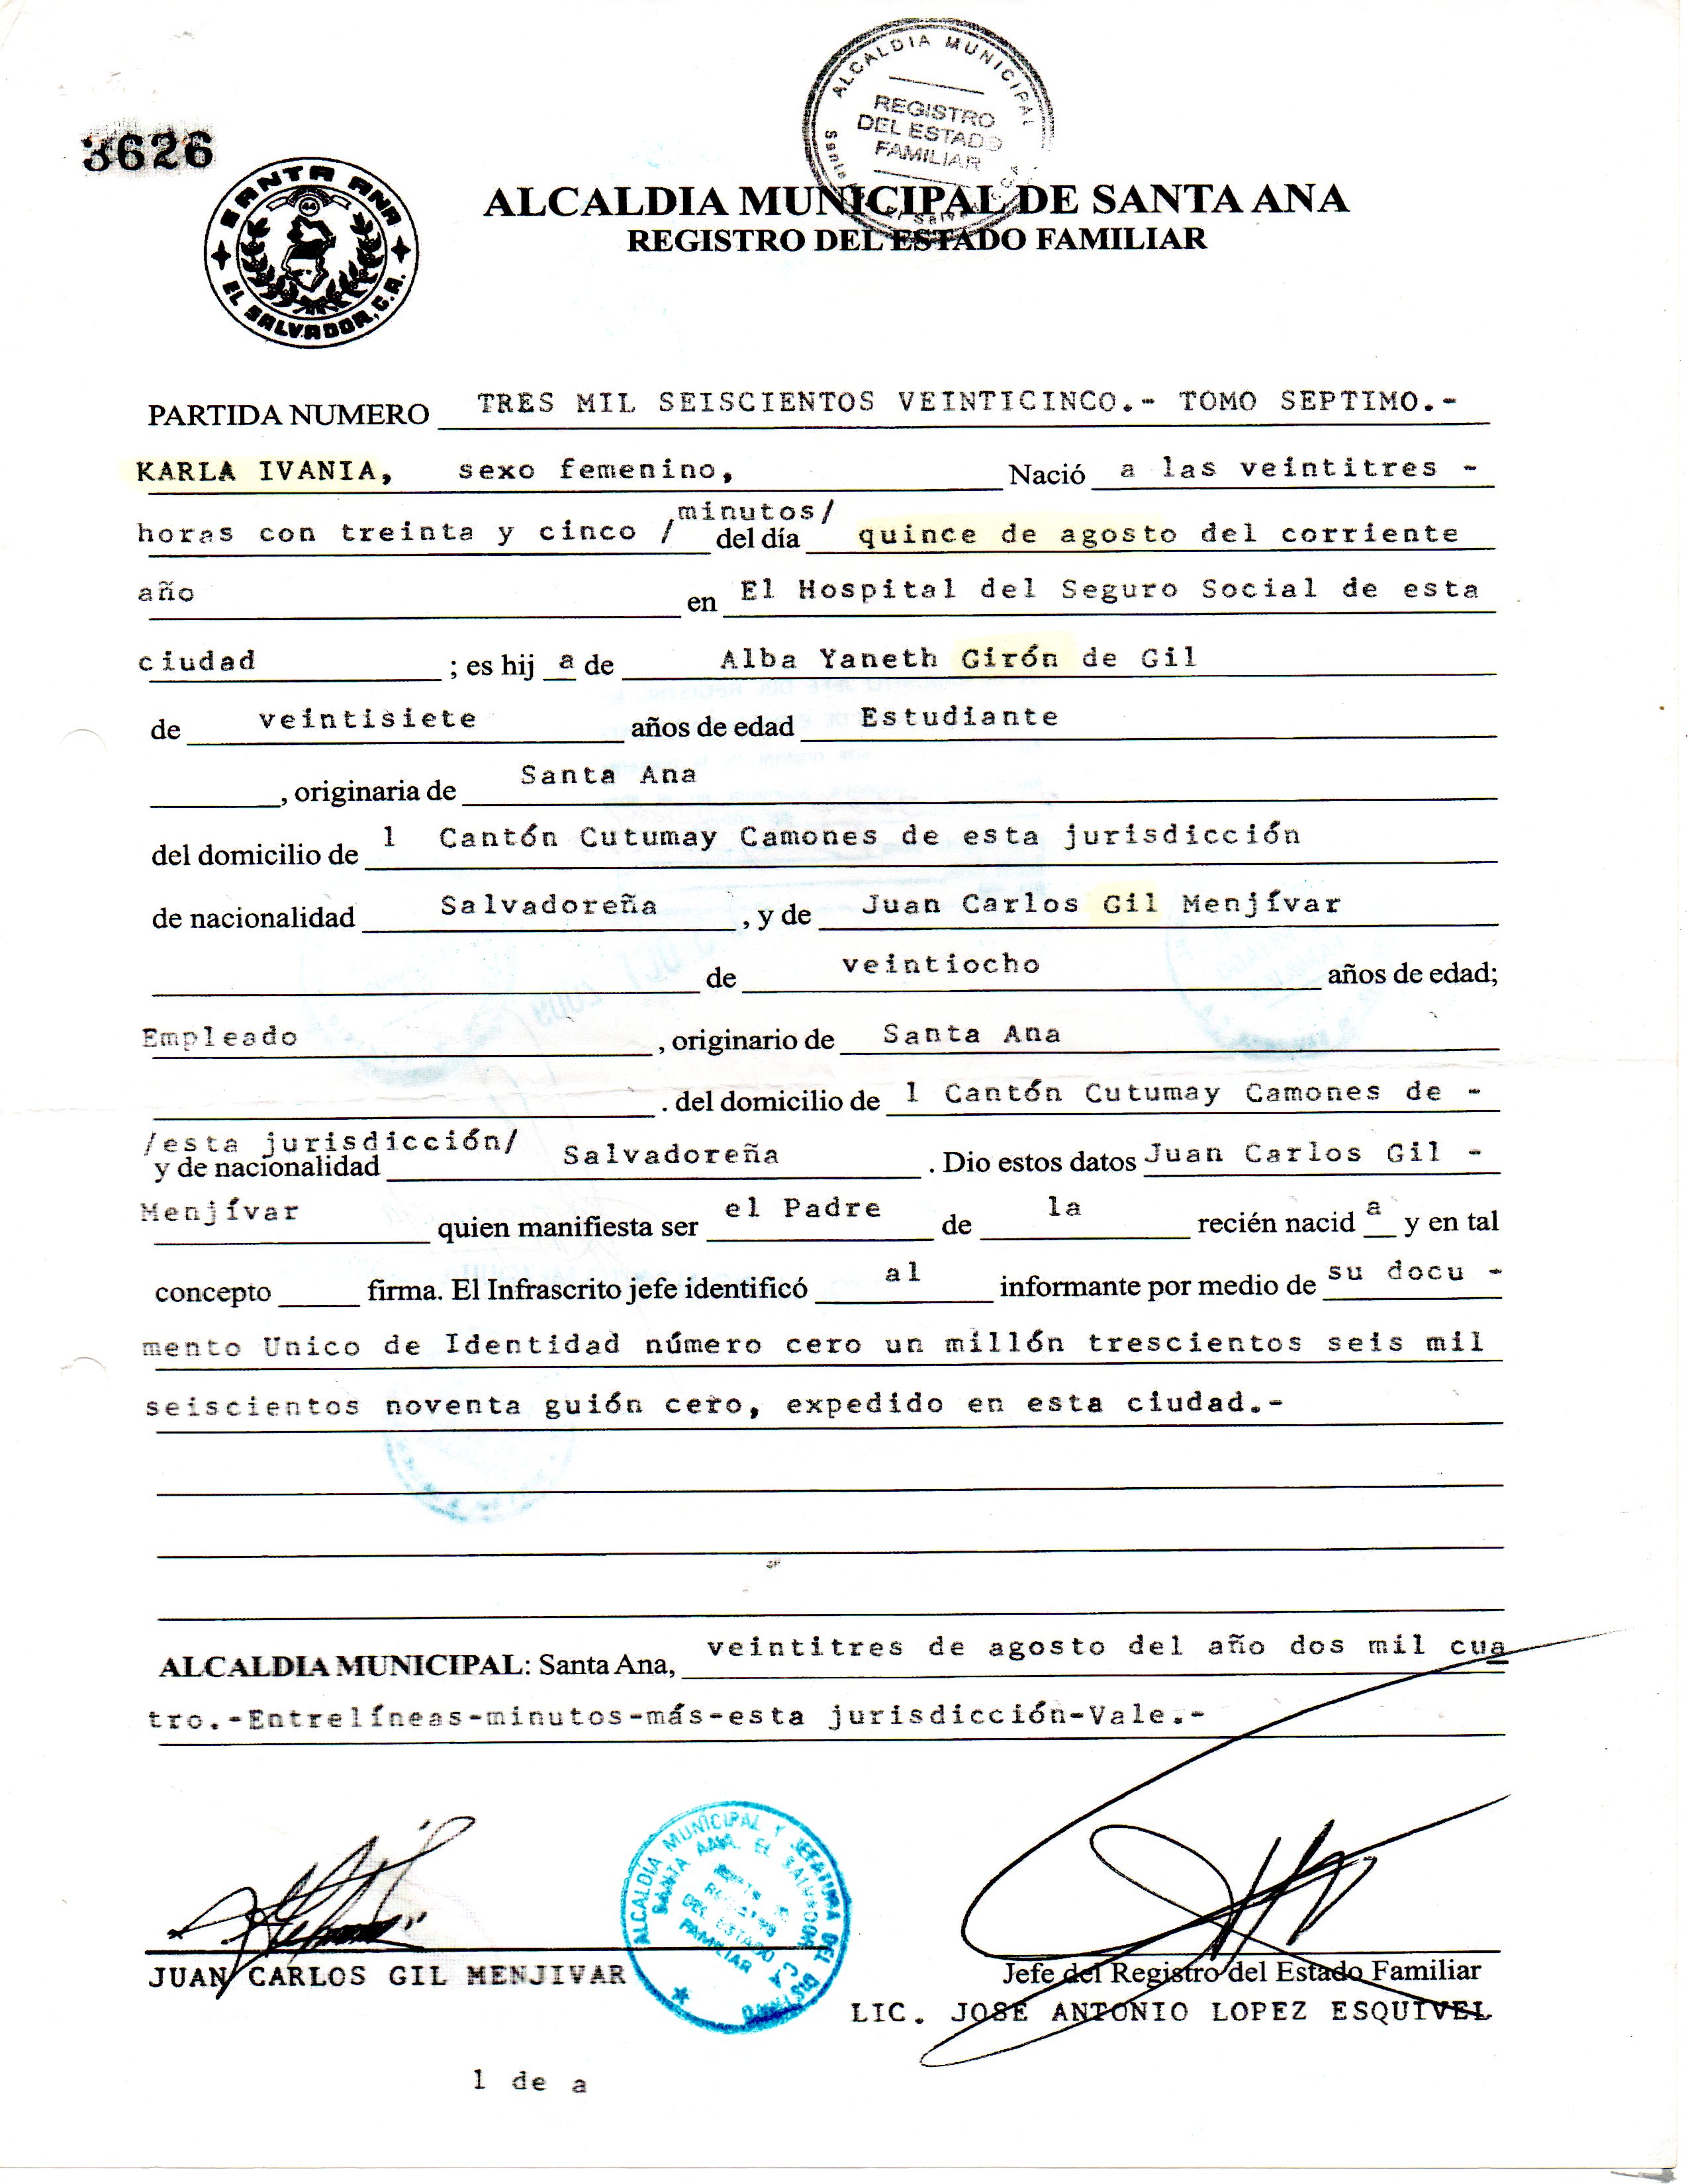 ALCALDIA MUNICIPAL
REGISTRO
DEL ESTADO
FAMILIAR
3626
SANTA ANA
EL SALVADOR, C.A.
ALCALDIA MUNICIPAL DE SANTA ANA
REGISTRO DEL ESTADO FAMILIAR
PARTIDA NUMERO TRES MIL SEISCIENTOS VEINTICINCO.- TOMO SEPTIMO.-
KARLA IVANIA, sexo femenino, Nació a las veintitres -
horas con treinta y cinco /minutos/ del día quince de agosto del corriente
año en El Hospital del Seguro Social de esta
ciudad ; es hij a de Alba Yaneth Girón de Gil
de veintisiete años de edad Estudiante
, originaria de Santa Ana
del domicilio de l Cantón Cutumay Camones de esta jurisdicción
de nacionalidad Salvadoreña , y de Juan Carlos Gil Menjívar
de veintiocho años de edad;
Empleado , originario de Santa Ana
. del domicilio de l Cantón Cutumay Camones de -
/esta jurisdicción/
y de nacionalidad Salvadoreña . Dio estos datos Juan Carlos Gil -
Menjívar quien manifiesta ser el Padre de la recién nacid a y en tal
concepto firma. El Infrascrito jefe identificó al informante por medio de su docu -
mento Unico de Identidad número cero un millón trescientos seis mil
seiscientos noventa guión cero, expedido en esta ciudad.-
ALCALDIA MUNICIPAL: Santa Ana, veintitres de agosto del año dos mil cua
tro.-Entrelíneas-minutos-más-esta jurisdicción-Vale.-
ALCALDIA MUNICIPAL Y JEFATURA DEL DISTRITO
SANTA ANA. EL SALVADOR C.A
DEL ESTADO
FAMILIAR
JUAN CARLOS GIL MENJIVAR
Jefe del Registro del Estado Familiar
LIC. JOSE ANTONIO LOPEZ ESQUIVEL
l de a